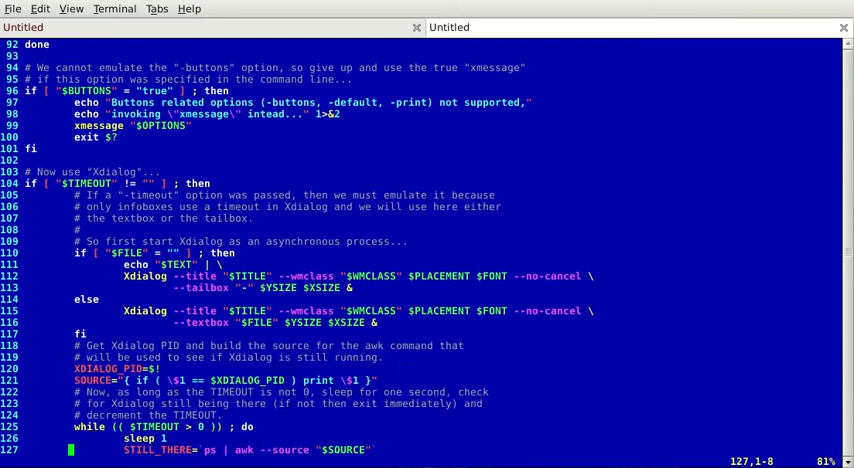 File Edit View Terminal Tabs Help
Untitled Untitled
92 done
93
94 # We cannot emulate the "-buttons" option, so give up and use the true "xmessage"
95 # if this option was specified in the command line...
96 if [ "$BUTTONS" = "true" ] ; then
97         echo "Buttons related options (-buttons, -default, -print) not supported,"
98         echo "invoking \"xmessage\" intead..." 1>&2
99         xmessage "$OPTIONS"
100         exit $?
101 fi
102
103 # Now use "Xdialog"...
104 if [ "$TIMEOUT" != "" ] ; then
105         # If a "-timeout" option was passed, then we must emulate it because
106         # only infoboxes use a timeout in Xdialog and we will use here either
107         # the textbox or the tailbox.
108         #
109         # So first start Xdialog as an asynchronous process...
110         if [ "$FILE" = "" ] ; then
111                 echo "$TEXT" | \
112                 Xdialog --title "$TITLE" --wmclass "$WMCLASS" $PLACEMENT $FONT --no-cancel \
113                         --tailbox "-" $YSIZE $XSIZE &
114         else
115                 Xdialog --title "$TITLE" --wmclass "$WMCLASS" $PLACEMENT $FONT --no-cancel \
116                         --textbox "$FILE" $YSIZE $XSIZE &
117         fi
118         # Get Xdialog PID and build the source for the awk command that
119         # will be used to see if Xdialog is still running.
120         XDIALOG_PID=$!
121         SOURCE="{ if ( \$1 == $XDIALOG_PID ) print \$1 }"
122         # Now, as long as the TIMEOUT is not 0, sleep for one second, check
123         # for Xdialog still being there (if not then exit immediately) and
124         # decrement the TIMEOUT.
125         while (( $TIMEOUT > 0 )) ; do
126                 sleep 1
127                 STILL_THERE=`ps | awk --source "$SOURCE"`
127,1-8 81%